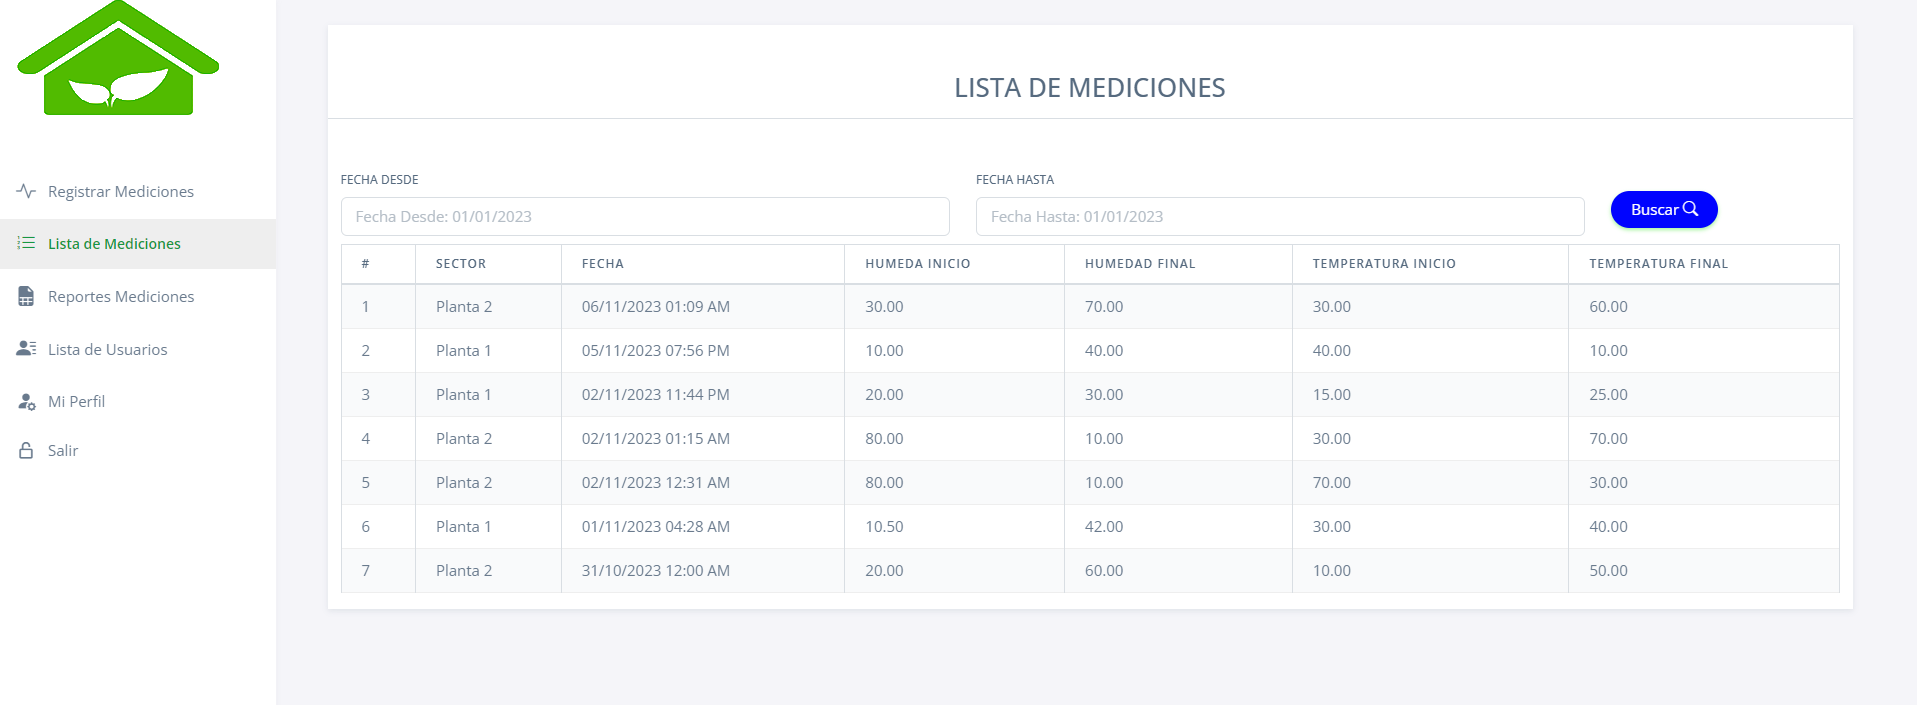 Registrar Mediciones
Lista de Mediciones
Reportes Mediciones
Lista de Usuarios
Mi Perfil
Salir
LISTA DE MEDICIONES
FECHA DESDE FECHA HASTA
Fecha Desde: 01/01/2023 Fecha Hasta: 01/01/2023 Buscar
# SECTOR FECHA HUMEDA INICIO HUMEDAD FINAL TEMPERATURA INICIO TEMPERATURA FINAL
1 Planta 2 06/11/2023 01:09 AM 30.00 70.00 30.00 60.00
2 Planta 1 05/11/2023 07:56 PM 10.00 40.00 40.00 10.00
3 Planta 1 02/11/2023 11:44 PM 20.00 30.00 15.00 25.00
4 Planta 2 02/11/2023 01:15 AM 80.00 10.00 30.00 70.00
5 Planta 2 02/11/2023 12:31 AM 80.00 10.00 70.00 30.00
6 Planta 1 01/11/2023 04:28 AM 10.50 42.00 30.00 40.00
7 Planta 2 31/10/2023 12:00 AM 20.00 60.00 10.00 50.00